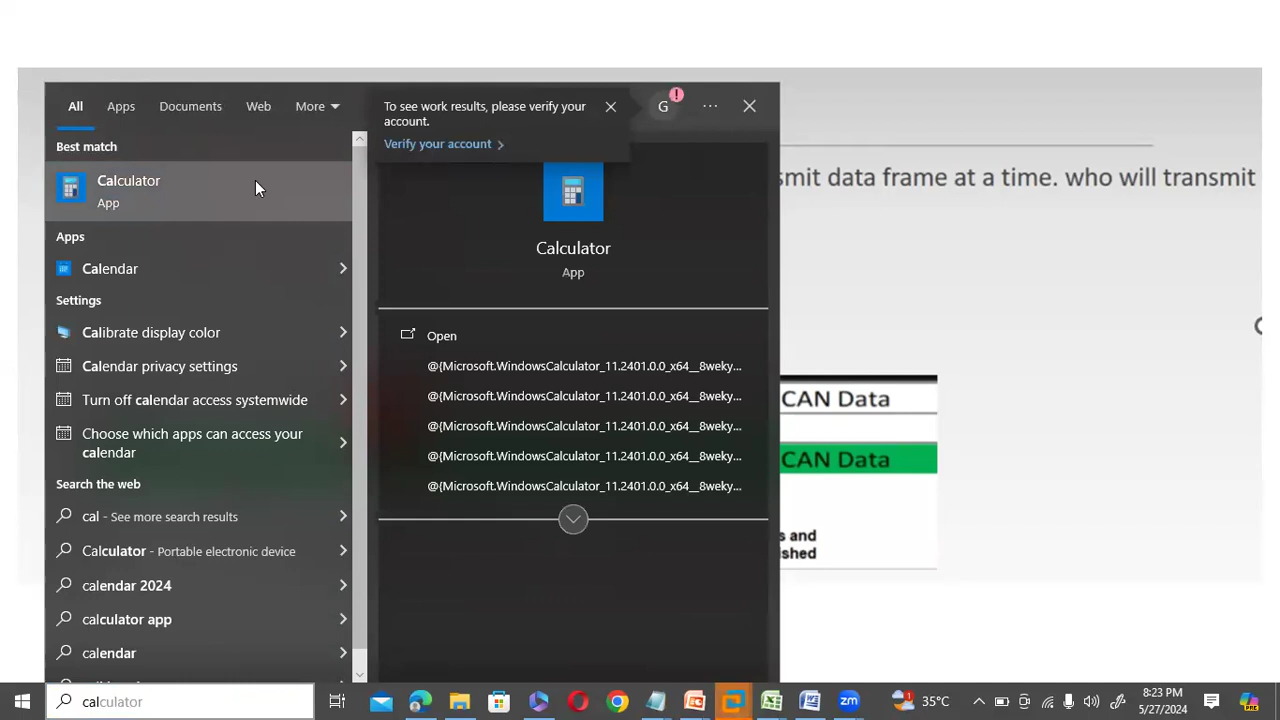 All Apps Documents Web More
To see work results, please verify your
account.
Verify your account
G !
Best match
Calculator
App
Apps
Calendar
Settings
Calibrate display color
Calendar privacy settings
Turn off calendar access systemwide
Choose which apps can access your
calendar
Search the web
cal - See more search results
Calculator - Portable electronic device
calendar 2024
calculator app
calendar
Calculator
App
Open
@{Microsoft.WindowsCalculator_11.2401.0.0_x64__8weky...
@{Microsoft.WindowsCalculator_11.2401.0.0_x64__8weky...
@{Microsoft.WindowsCalculator_11.2401.0.0_x64__8weky...
@{Microsoft.WindowsCalculator_11.2401.0.0_x64__8weky...
@{Microsoft.WindowsCalculator_11.2401.0.0_x64__8weky...
smit data frame at a time. who will transmit
CAN Data
CAN Data
s and
shed
calculator
35°C
8:23 PM
5/27/2024